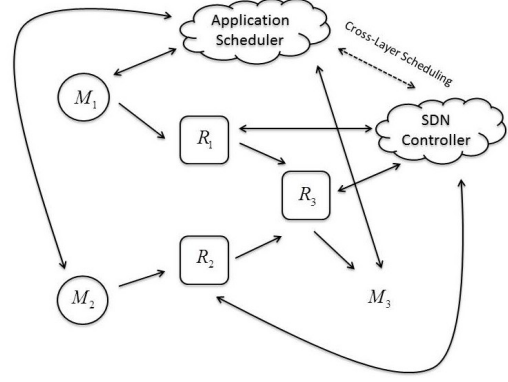 Application
Scheduler
Cross-Layer Scheduling
M1
SDN
Controller
R1
R3
R2
M2
M3